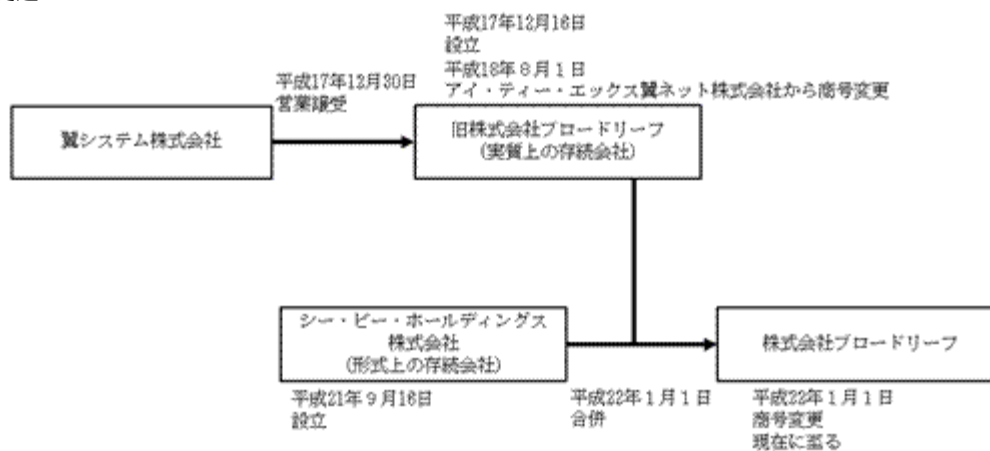 平成17年12月16日
設立
平成18年8月1日
アイ・ティー・エックス翼ネット株式会社から商号変更
平成17年12月30日
営業譲受
翼システム株式会社
旧株式会社ブロードリーフ
(実質上の存続会社)
シー・ビー・ホールディングス
株式会社
(形式上の存続会社)
株式会社ブロードリーフ
平成21年9月16日
設立
平成22年1月1日
合併
平成22年1月1日
商号変更
現在に至る